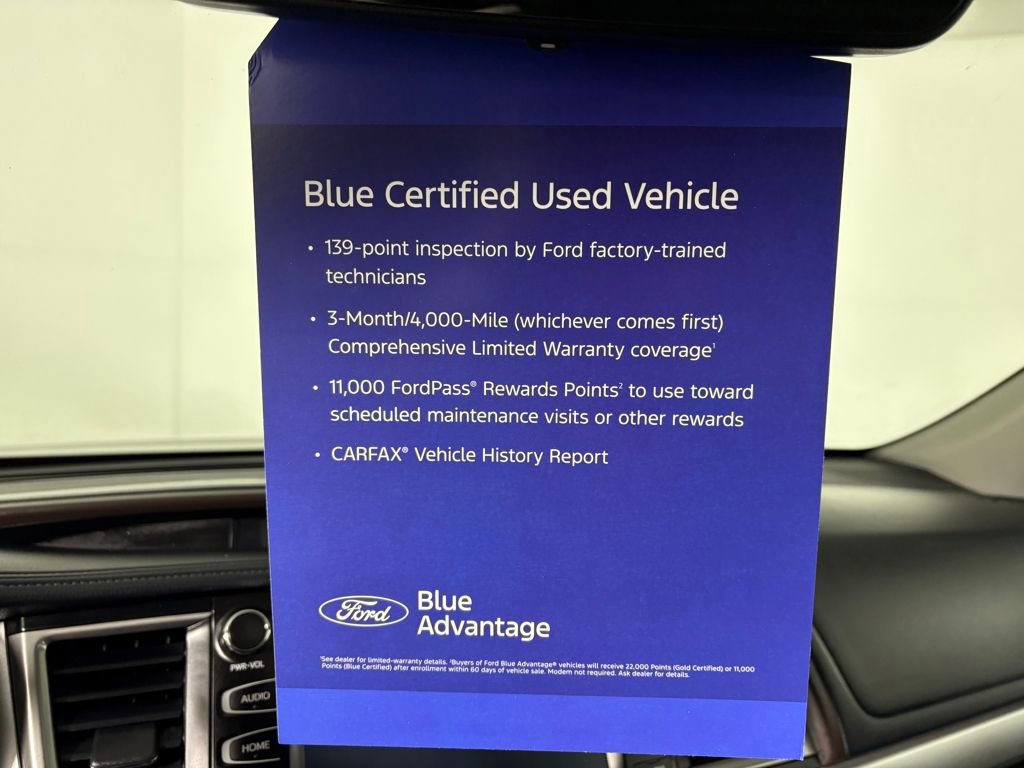 Blue Certified Used Vehicle
• 139-point inspection by Ford factory-trained
technicians
• 3-Month/4,000-Mile (whichever comes first)
Comprehensive Limited Warranty coverage¹
• 11,000 FordPass® Rewards Points² to use toward
scheduled maintenance visits or other rewards
• CARFAX® Vehicle History Report
Ford
Blue
Advantage
¹See dealer for limited-warranty details. ²Buyers of Ford Blue Advantage® vehicles will receive 22,000 Points (Gold Certified) or 11,000
Points (Blue Certified) after enrollment within 60 days of vehicle sale. Modem not required. Ask dealer for details.
PWR•VOL
AUDIO
HOME